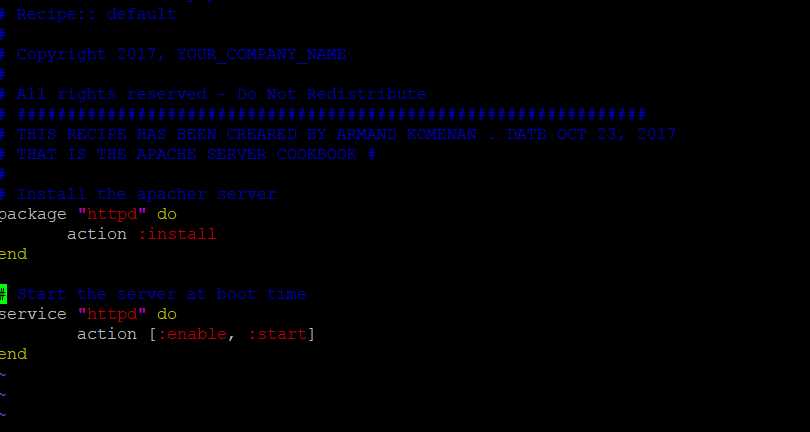 # Recipe:: default
#
# Copyright 2017, YOUR_COMPANY_NAME
#
# All rights reserved - Do Not Redistribute
# ###############################################################
# THIS RECIPE HAS BEEN CREARED BY ARMAND KOMENAN . DATE OCT 23, 2017
# THAT IS THE APACHE SERVER COOKBOOK #
#
# Install the apacher server
package "httpd" do
       action :install
end

# Start the server at boot time
service "httpd" do
        action [:enable, :start]
end
~
~
~